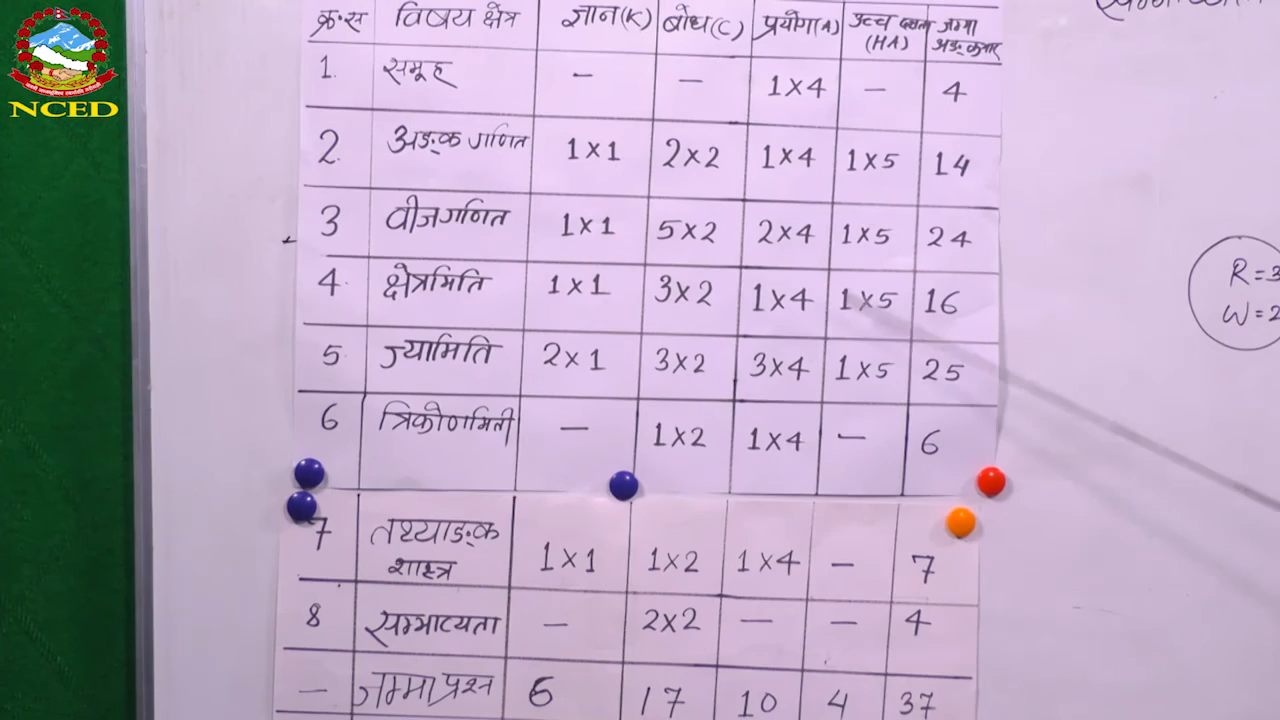 NCED
क्र.स विषय क्षेत्र ज्ञान(K) बोध(C) प्रयोग(A) उच्च दक्षता (HA) जम्मा अङ्कभार
1. समूह - - 1×4 - 4
2. अङ्क गणित 1×1 2×2 1×4 1×5 14
3 वीजगणित 1×1 5×2 2×4 1×5 24
4. क्षेत्रमिति 1×1 3×2 1×4 1×5 16
5. ज्यामिति 2×1 3×2 3×4 1×5 25
6 त्रिकोणमिती - 1×2 1×4 - 6
7 तथ्याङ्क शास्त्र 1×1 1×2 1×4 - 7
8 सम्भाव्यता - 2×2 - - 4
- जम्मा प्रश्न 6 17 10 4 37
R=3
W=2